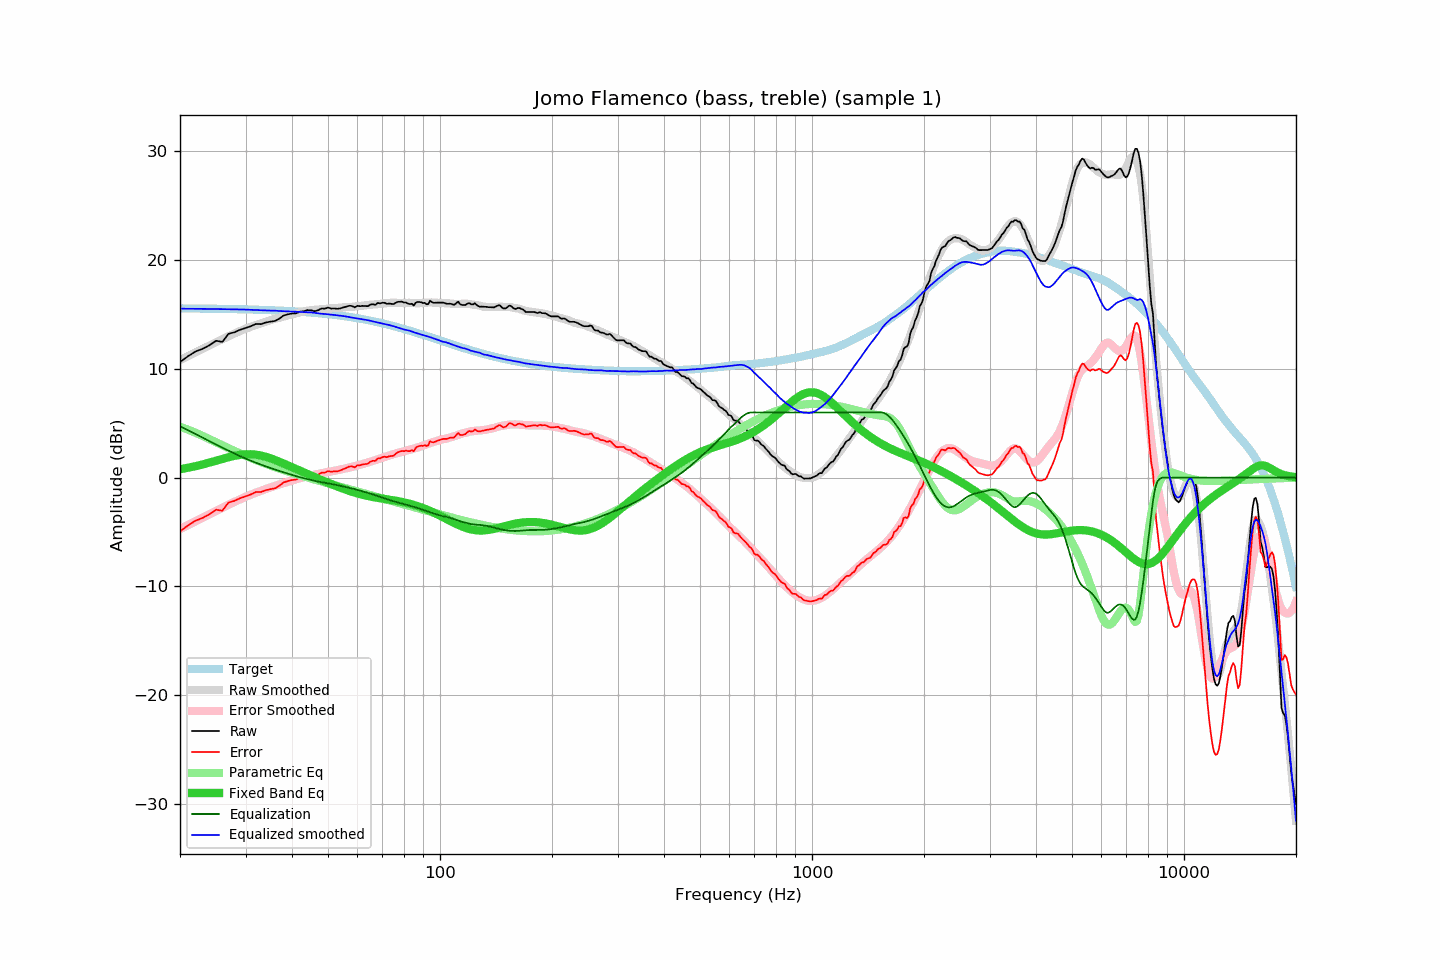 Jomo Flamenco (bass, treble) (sample 1)
Amplitude (dBr)
30
20
10
0
−10
−20
−30
Target
Raw Smoothed
Error Smoothed
Raw
Error
Parametric Eq
Fixed Band Eq
Equalization
Equalized smoothed
100
1000
10000
Frequency (Hz)